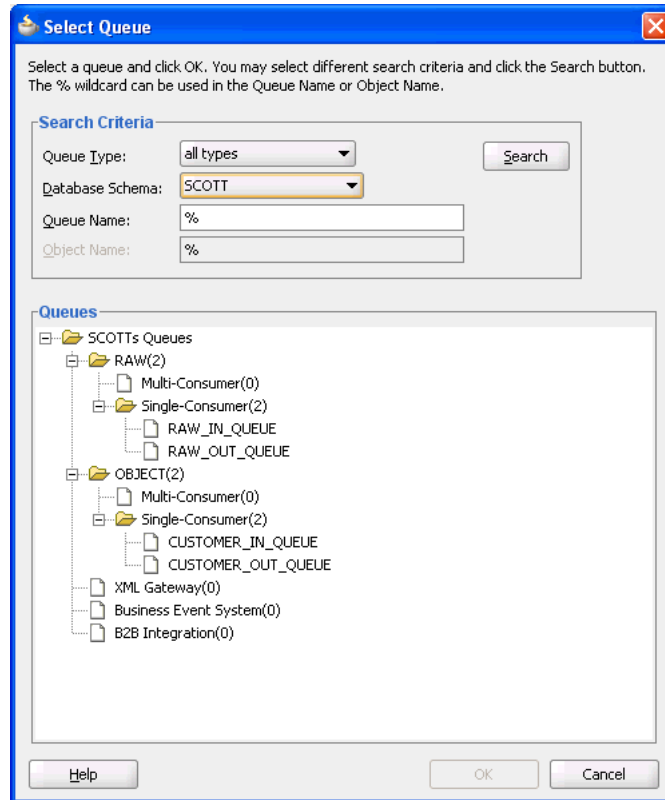 Select Queue
Select a queue and click OK. You may select different search criteria and click the Search button.
The % wildcard can be used in the Queue Name or Object Name.
Search Criteria
Queue Type: all types Search
Database Schema: SCOTT
Queue Name: %
Object Name: %
Queues
SCOTTs Queues
RAW(2)
Multi-Consumer(0)
Single-Consumer(2)
RAW_IN_QUEUE
RAW_OUT_QUEUE
OBJECT(2)
Multi-Consumer(0)
Single-Consumer(2)
CUSTOMER_IN_QUEUE
CUSTOMER_OUT_QUEUE
XML Gateway(0)
Business Event System(0)
B2B Integration(0)
Help OK Cancel